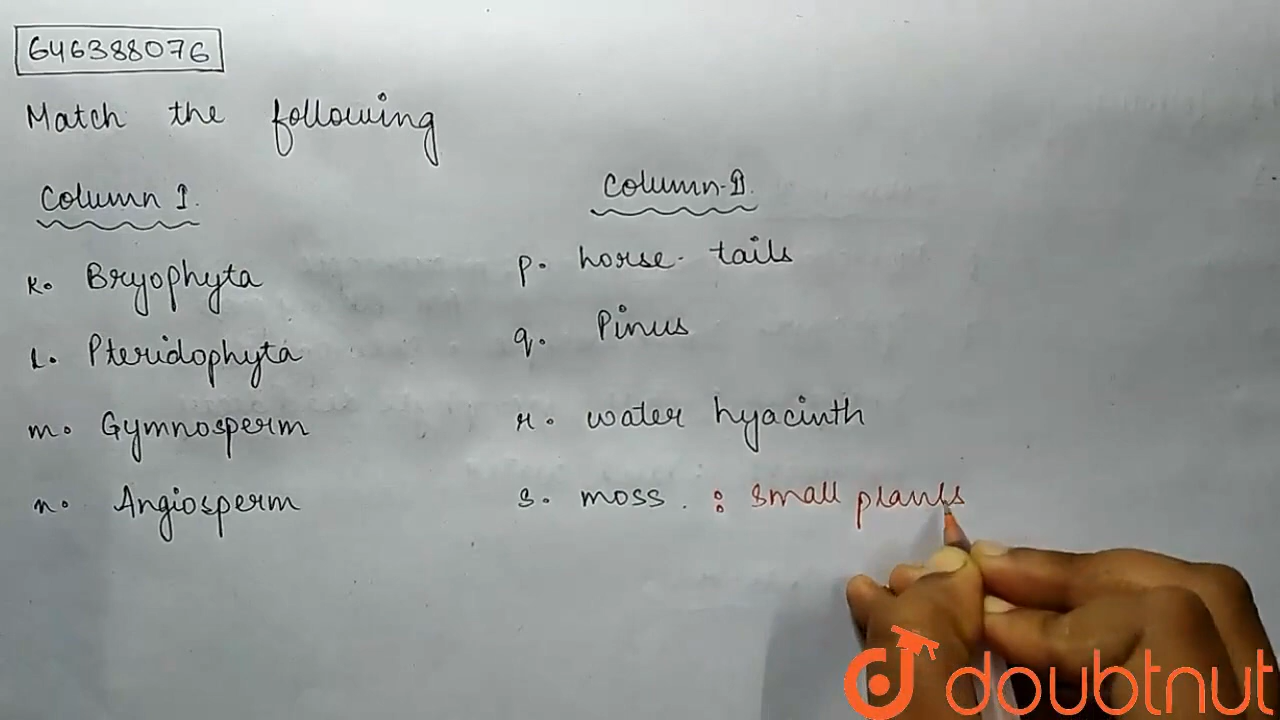 646388076
Match the following
Column I.
Column-II.
K. Bryophyta
p. horse-tails
L. Pteridophyta
q. Pinus
m. Gymnosperm
r. water hyacinth
n. Angiosperm
s. moss. : small plants
doubtnut